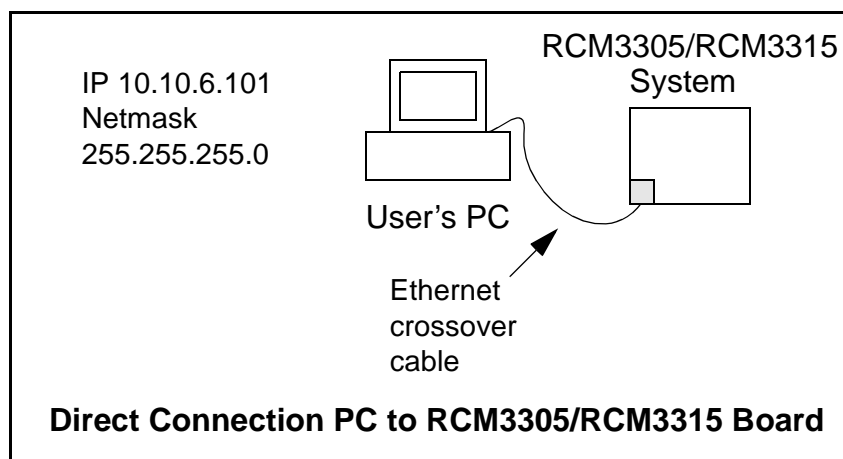 IP 10.10.6.101
Netmask
255.255.255.0
RCM3305/RCM3315
System
User's PC
Ethernet
crossover
cable
Direct Connection PC to RCM3305/RCM3315 Board